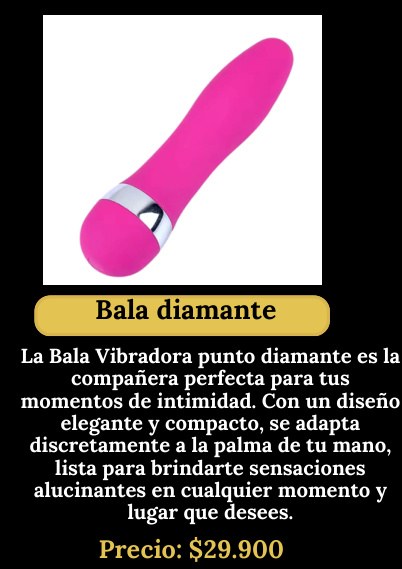 Bala diamante
La Bala Vibradora punto diamante es la
compañera perfecta para tus
momentos de intimidad. Con un diseño
elegante y compacto, se adapta
discretamente a la palma de tu mano,
lista para brindarte sensaciones
alucinantes en cualquier momento y
lugar que desees.
Precio: $29.900